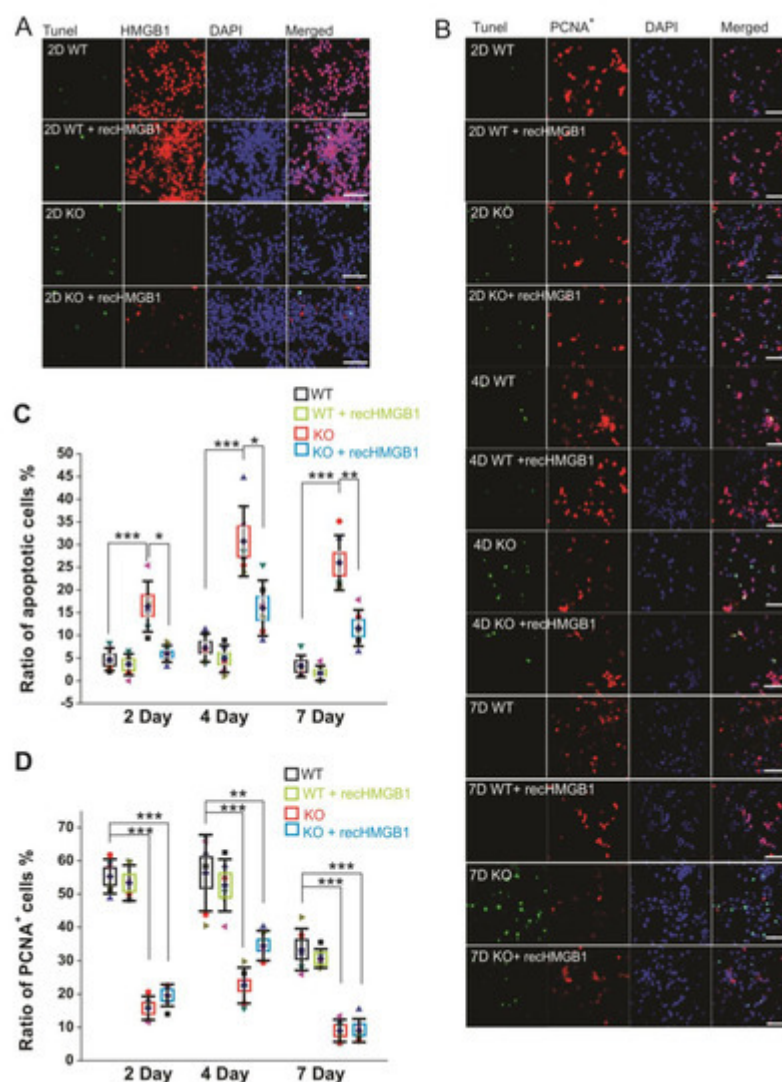 A
Tunel HMGB1 DAPI Merged
2D WT
2D WT + recHMGB1
2D KO
2D KO + recHMGB1
B
Tunel PCNA+ DAPI Merged
2D WT
2D WT + recHMGB1
2D KO
2D KO+ recHMGB1
4D WT
4D WT +recHMGB1
4D KO
4D KO +recHMGB1
7D WT
7D WT+ recHMGB1
7D KO
7D KO+ recHMGB1
C
WT
WT + recHMGB1
KO
KO + recHMGB1
Ratio of apoptotic cells %
50
45
40
35
30
25
20
15
10
5
0
-5
*** *
*** *
*** **
2 Day 4 Day 7 Day
D
WT
WT + recHMGB1
KO
KO + recHMGB1
Ratio of PCNA+ cells %
70
60
50
40
30
20
10
0
***
***
**
***
***
***
2 Day 4 Day 7 Day